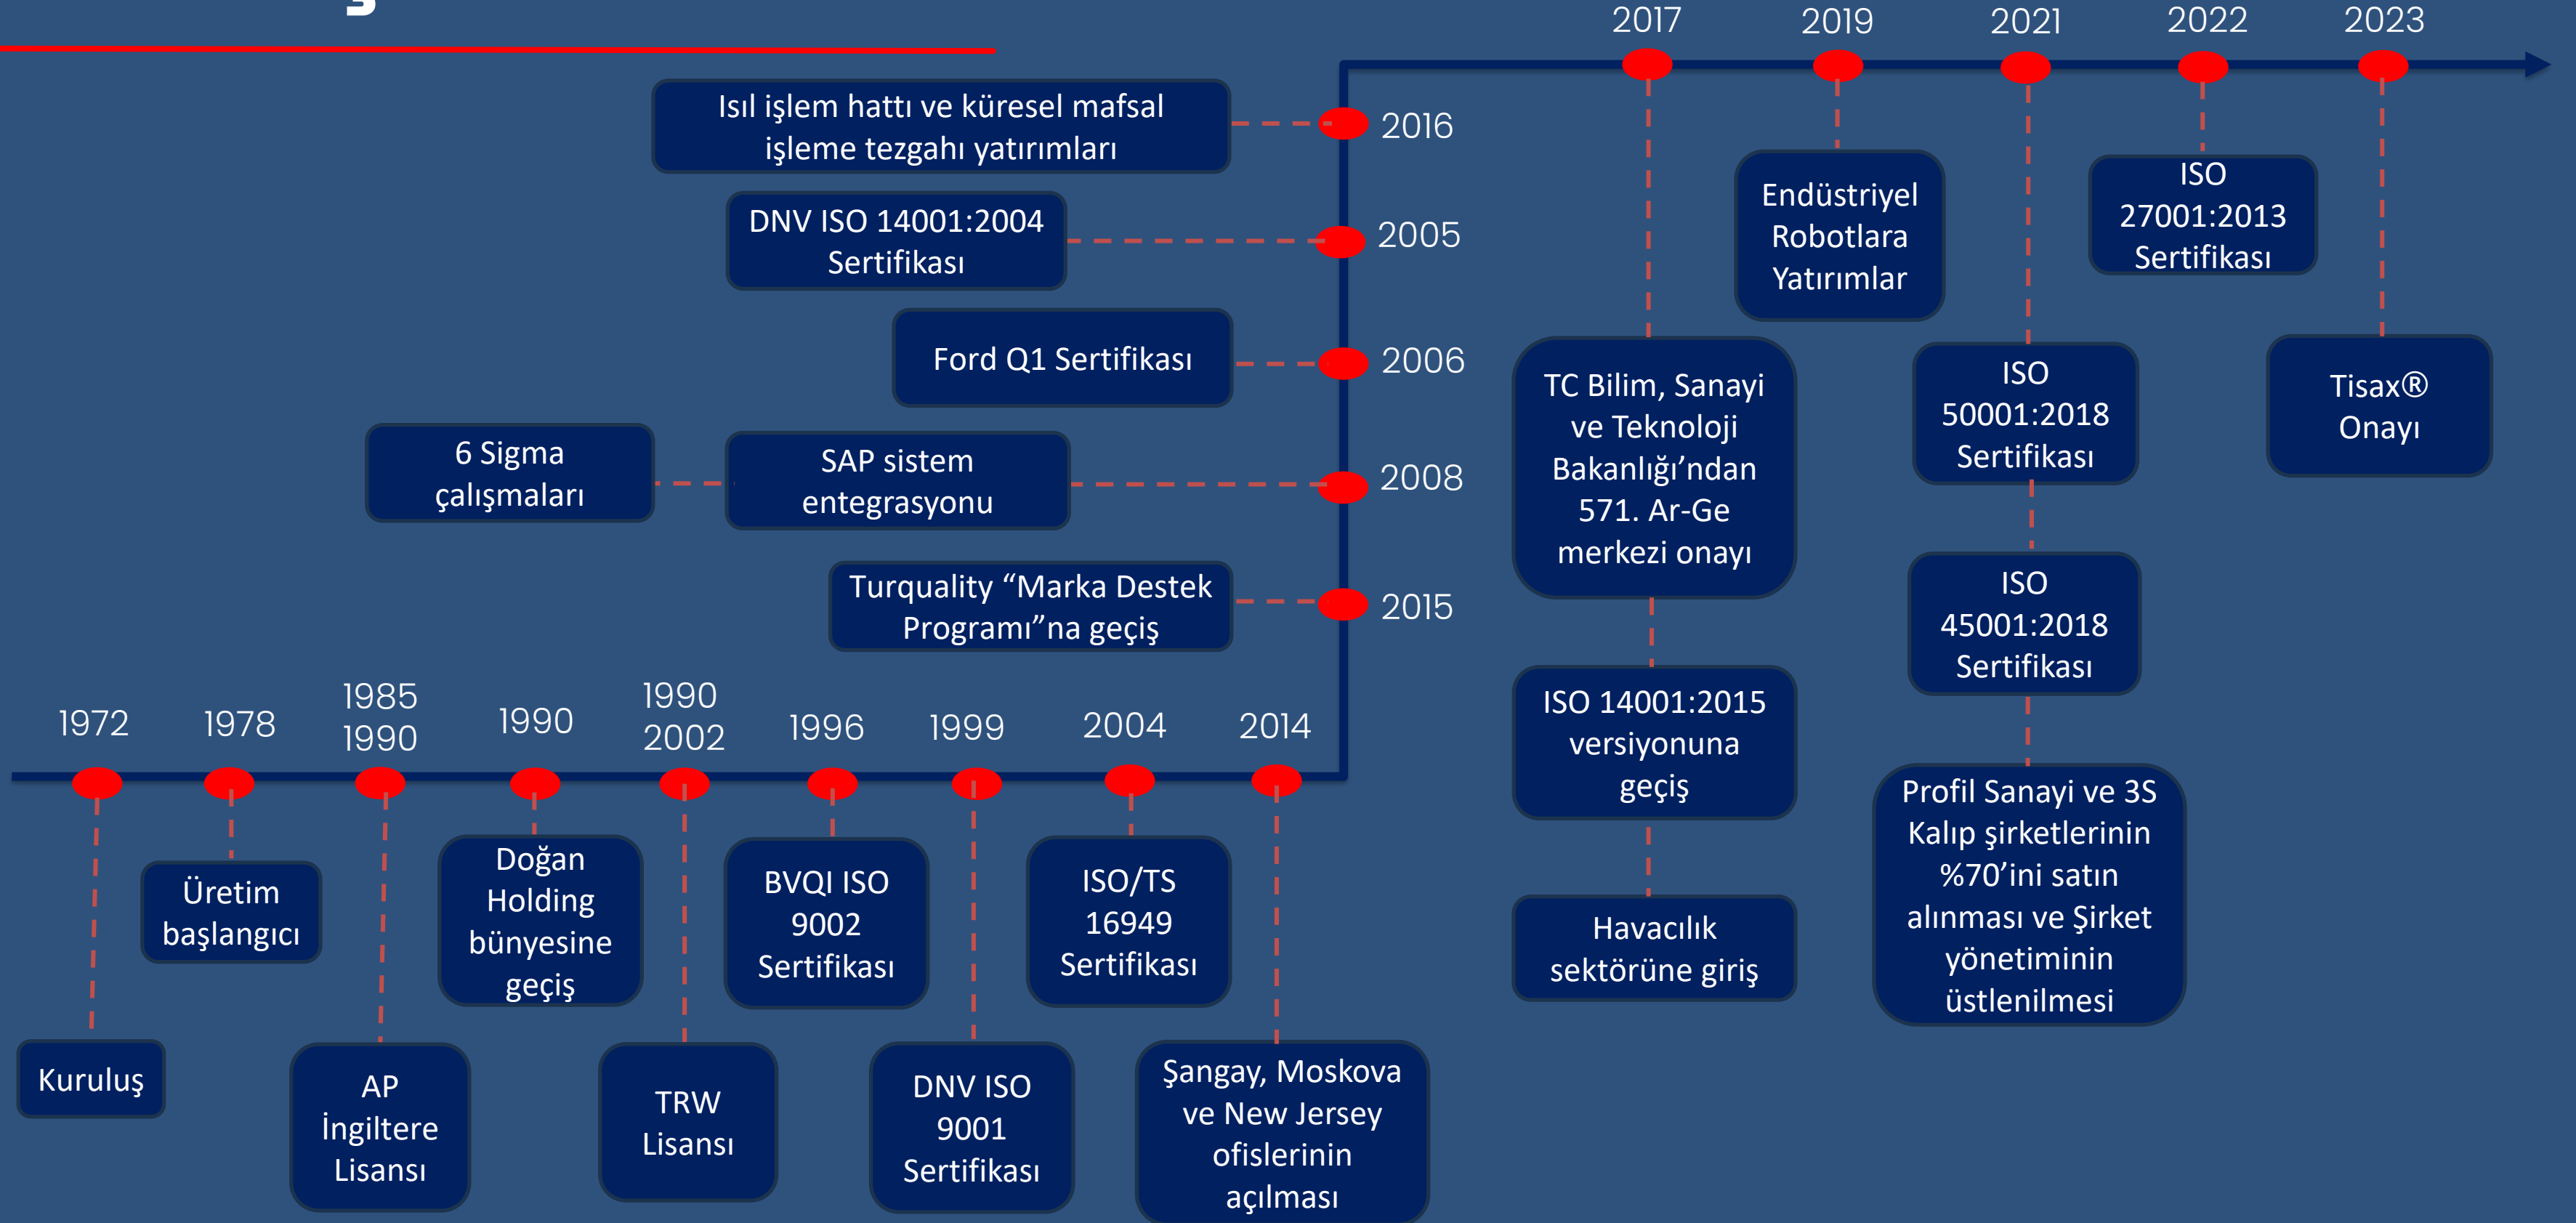 1972
Kuruluş
1978
Üretim
başlangıcı
1985
1990
AP
İngiltere
Lisansı
1990
Doğan
Holding
bünyesine
geçiş
1990
2002
TRW
Lisansı
1996
BVQI ISO
9002
Sertifikası
1999
DNV ISO
9001
Sertifikası
2004
ISO/TS
16949
Sertifikası
2014
Şangay, Moskova
ve New Jersey
ofislerinin
açılması
2015
Turquality “Marka Destek
Programı”na geçiş
2008
SAP sistem
entegrasyonu
6 Sigma
çalışmaları
2006
Ford Q1 Sertifikası
2005
DNV ISO 14001:2004
Sertifikası
2016
Isıl işlem hattı ve küresel mafsal
işleme tezgahı yatırımları
2017
TC Bilim, Sanayi
ve Teknoloji
Bakanlığı’ndan
571. Ar-Ge
merkezi onayı
ISO 14001:2015
versiyonuna
geçiş
Havacılık
sektörüne giriş
2019
Endüstriyel
Robotlara
Yatırımlar
2021
ISO
50001:2018
Sertifikası
ISO
45001:2018
Sertifikası
Profil Sanayi ve 3S
Kalıp şirketlerinin
%70’ini satın
alınması ve Şirket
yönetiminin
üstlenilmesi
2022
ISO
27001:2013
Sertifikası
2023
Tisax®
Onayı